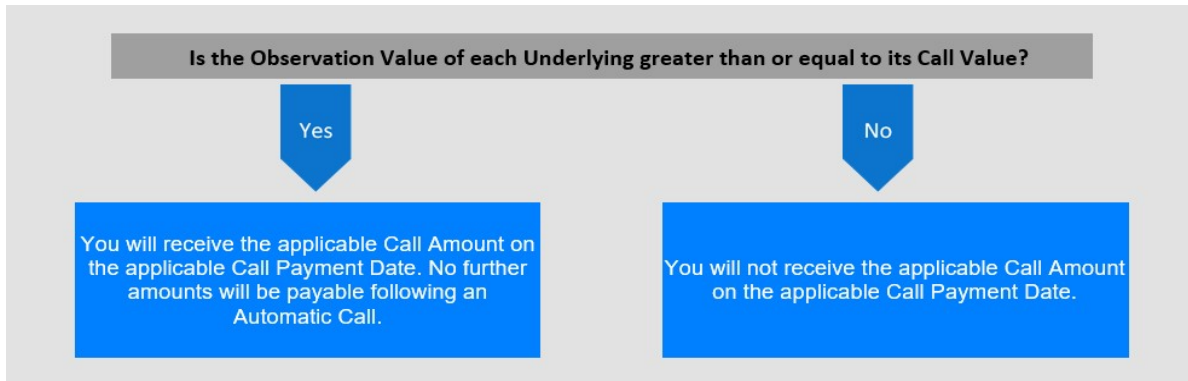 Is the Observation Value of each Underlying greater than or equal to its Call Value?
Yes
No
You will receive the applicable Call Amount on
the applicable Call Payment Date. No further
amounts will be payable following an
Automatic Call.
You will not receive the applicable Call Amount
on the applicable Call Payment Date.